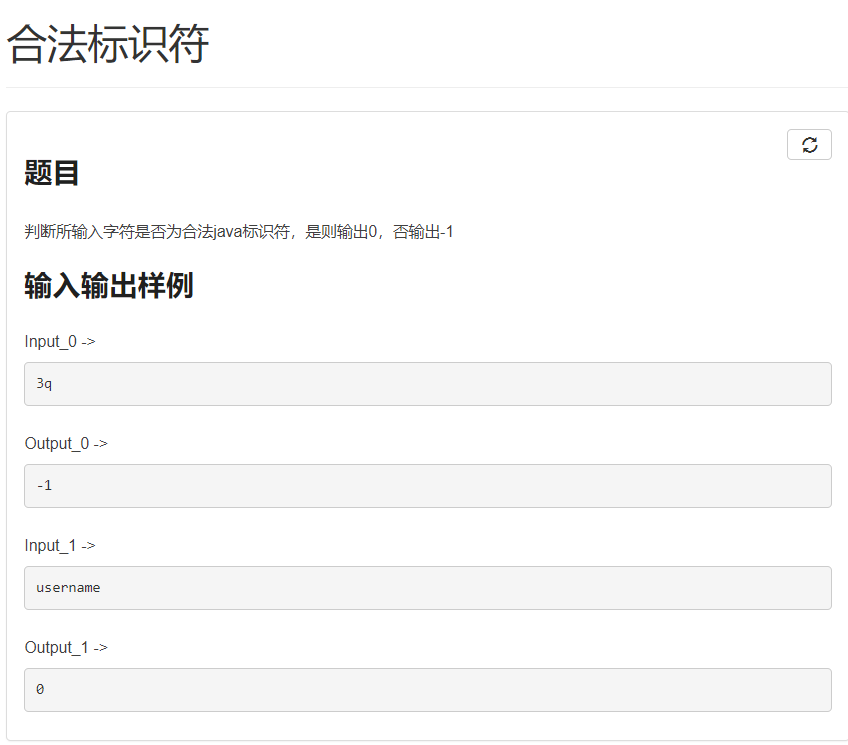 合法标识符
题目
判断所输入字符是否为合法java标识符，是则输出0，否输出-1
输入输出样例
Input_0 ->
3q
Output_0 ->
-1
Input_1 ->
username
Output_1 ->
0